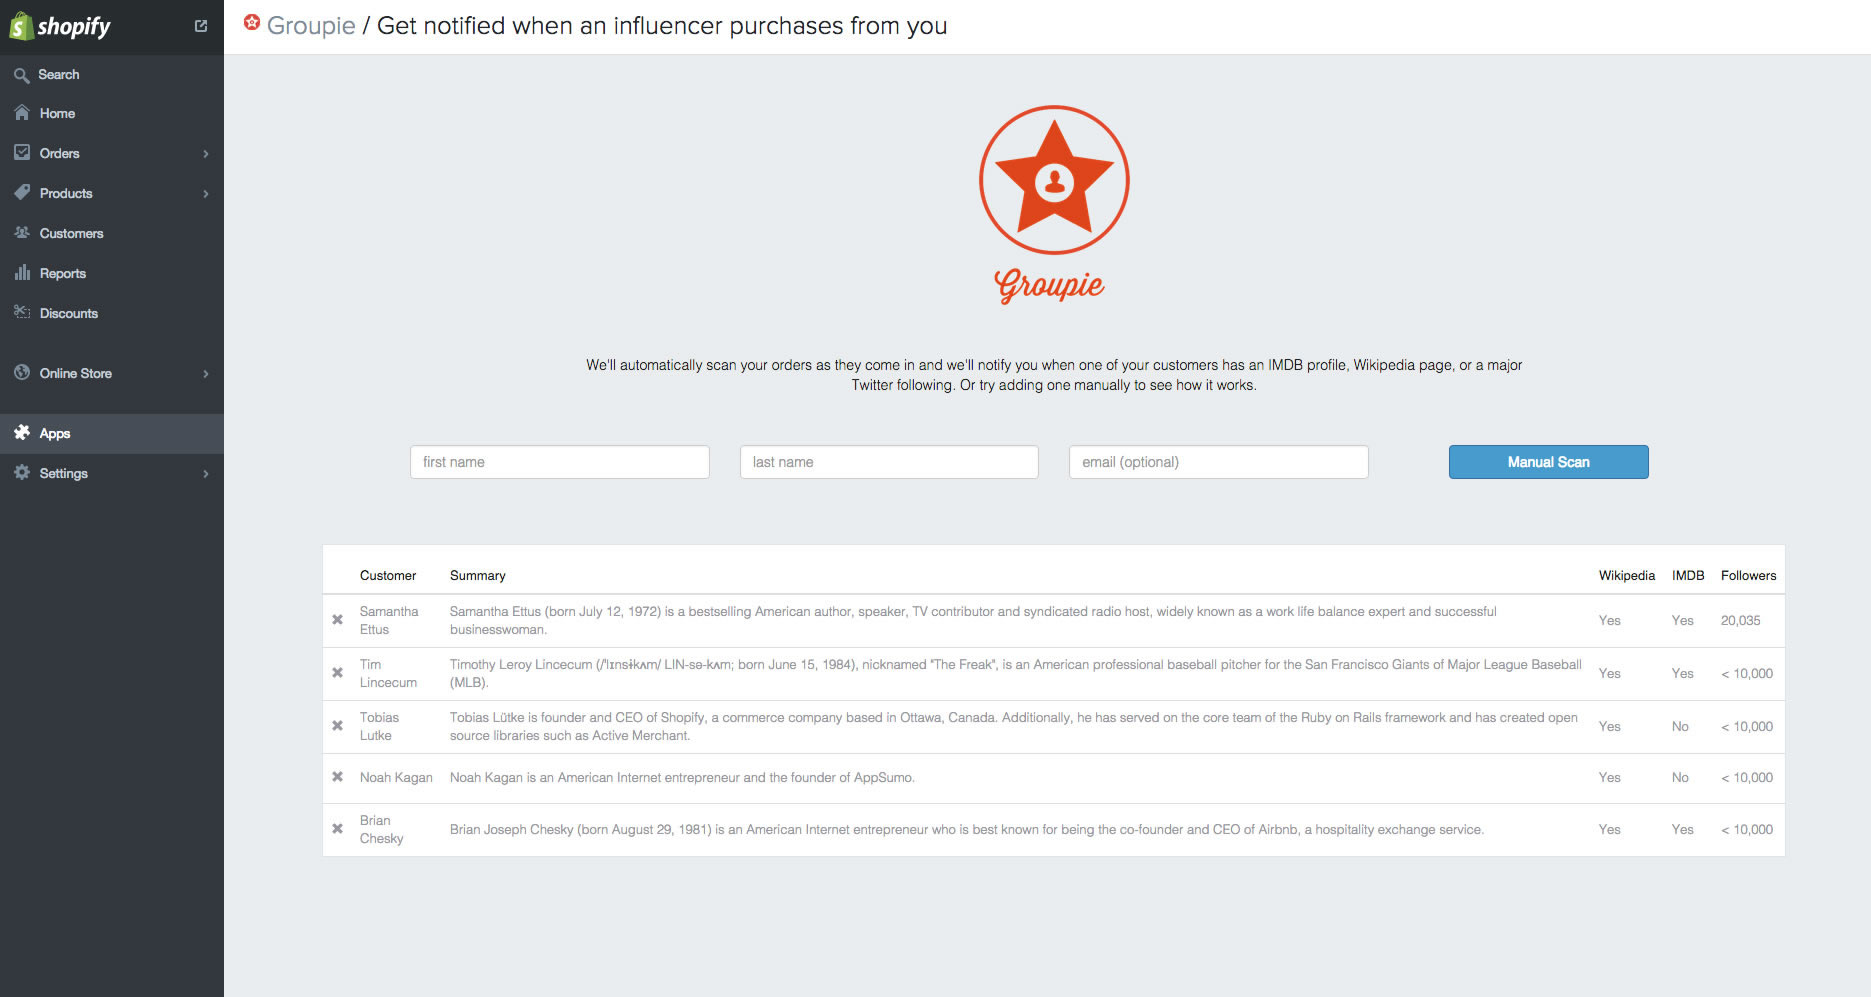 shopify
Groupie / Get notified when an influencer purchases from you
Search
Home
Orders
Products
Customers
Reports
Discounts
Online Store
Apps
Settings
Groupie
We'll automatically scan your orders as they come in and we'll notify you when one of your customers has an IMDB profile, Wikipedia page, or a major
Twitter following. Or try adding one manually to see how it works.
first name last name email (optional) Manual Scan
Customer Summary Wikipedia IMDB Followers
Samantha Ettus Samantha Ettus (born July 12, 1972) is a bestselling American author, speaker, TV contributor and syndicated radio host, widely known as a work life balance expert and successful
businesswoman. Yes Yes 20,035
Tim Lincecum Timothy Leroy Lincecum (/ˈlɪnsɨkʌm/ LIN-sə-kʌm; born June 15, 1984), nicknamed "The Freak", is an American professional baseball pitcher for the San Francisco Giants of Major League Baseball
(MLB). Yes Yes < 10,000
Tobias Lutke Tobias Lütke is founder and CEO of Shopify, a commerce company based in Ottawa, Canada. Additionally, he has served on the core team of the Ruby on Rails framework and has created open
source libraries such as Active Merchant. Yes No < 10,000
Noah Kagan Noah Kagan is an American Internet entrepreneur and the founder of AppSumo. Yes No < 10,000
Brian Chesky Brian Joseph Chesky (born August 29, 1981) is an American Internet entrepreneur who is best known for being the co-founder and CEO of Airbnb, a hospitality exchange service. Yes Yes < 10,000